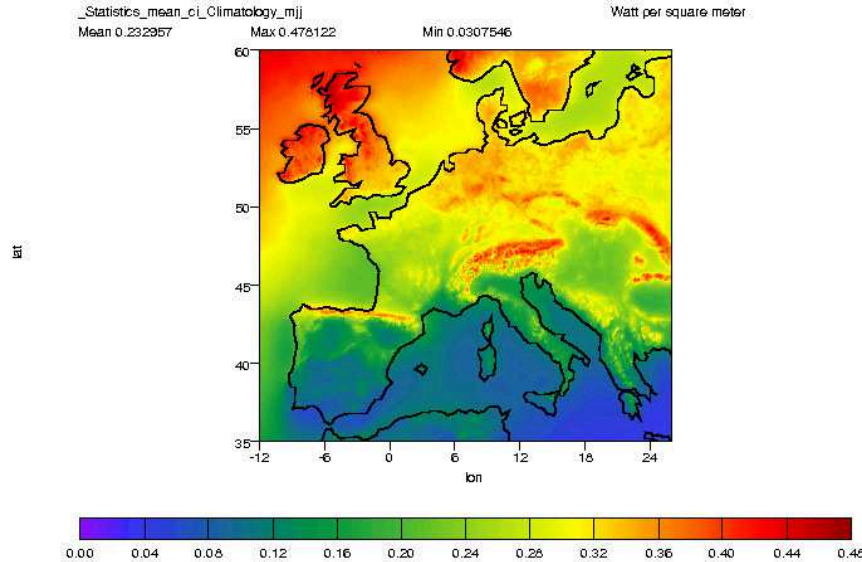 _Statistics_mean_ci_Climatology_mjj Watt per square meter
Mean 0.232957 Max 0.478122 Min 0.0307546
60
55
50
lat
45
40
35
-12 -6 0 6 12 18 24
lon
0.00 0.04 0.08 0.12 0.16 0.20 0.24 0.28 0.32 0.36 0.40 0.44 0.48